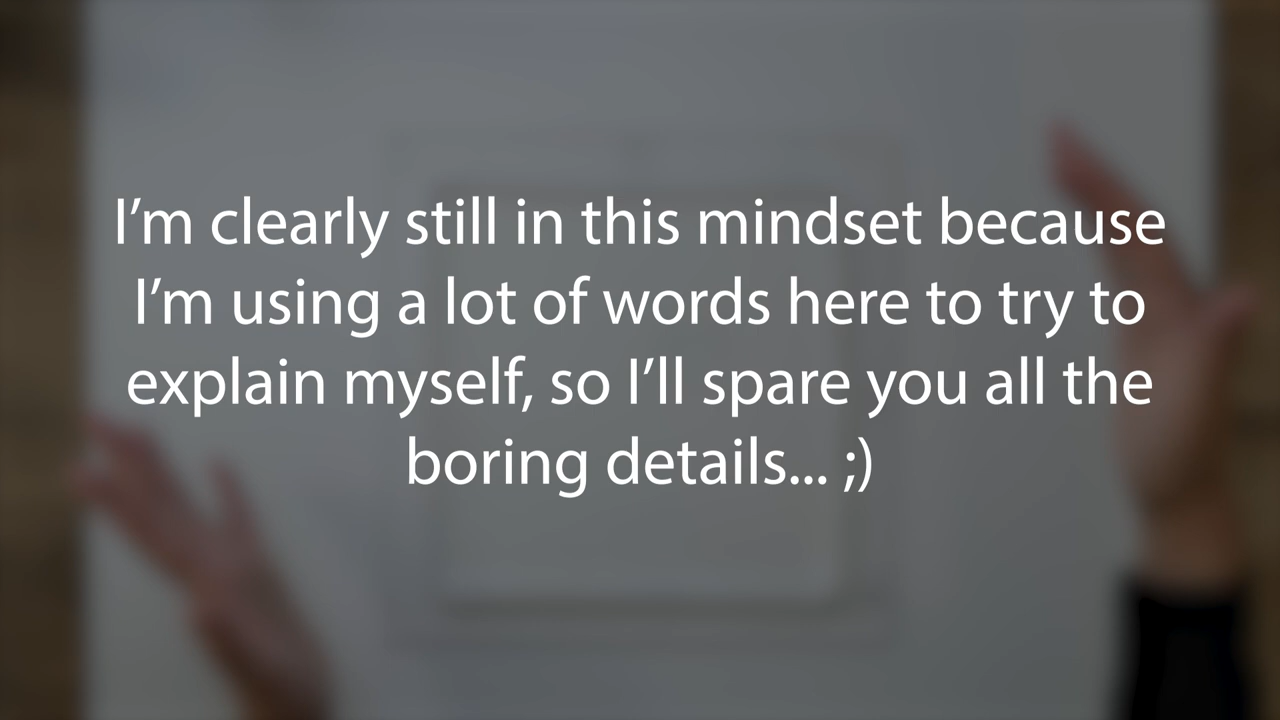 I’m clearly still in this mindset because
I’m using a lot of words here to try to
explain myself, so I’ll spare you all the
boring details... ;)